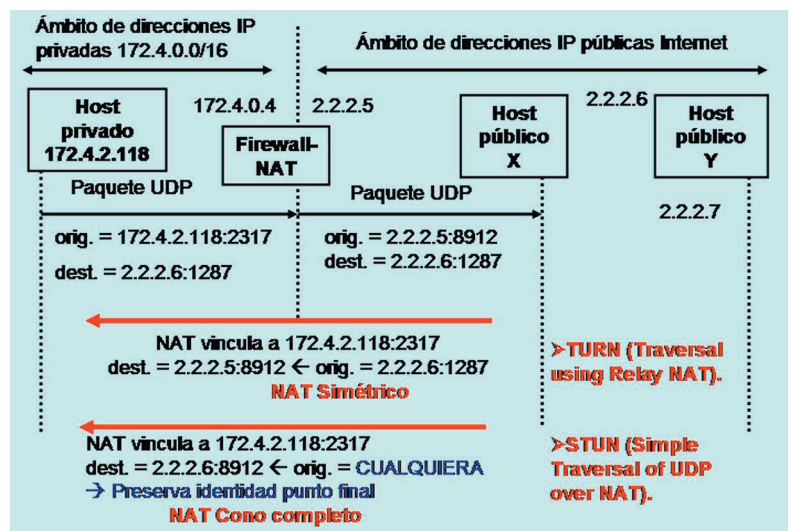 Ámbito de direcciones IP
privadas 172.4.0.0/16
Ámbito de direcciones IP públicas Internet
Host
privado
172.4.2.118
172.4.0.4
2.2.2.5
Firewall-
NAT
Host
público
X
2.2.2.6
Host
público
Y
2.2.2.7
Paquete UDP
Paquete UDP
orig. = 172.4.2.118:2317
dest. = 2.2.2.6:1287
orig. = 2.2.2.5:8912
dest. = 2.2.2.6:1287
NAT vincula a 172.4.2.118:2317
dest. = 2.2.2.5:8912 ← orig. = 2.2.2.6:1287
NAT Simétrico
➢TURN (Traversal
using Relay NAT).
NAT vincula a 172.4.2.118:2317
dest. = 2.2.2.6:8912 ← orig. = CUALQUIERA
→ Preserva identidad punto final
NAT Cono completo
➢STUN (Simple
Traversal of UDP
over NAT).